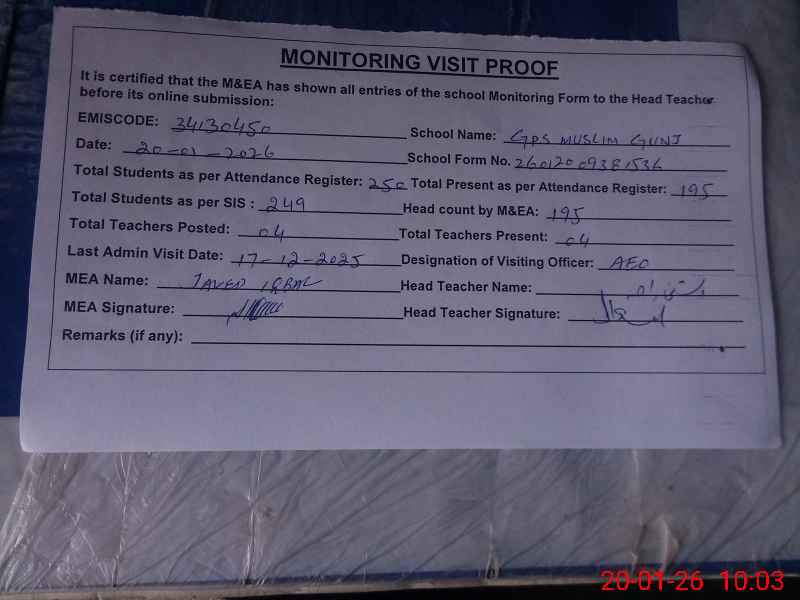 MONITORING VISIT PROOF
It is certified that the M&EA has shown all entries of the school Monitoring Form to the Head Teacher
before its online submission:
EMISCODE: 34130450 School Name: GPS MUSLIM GUNJ
Date: 20-01-2026 School Form No.
Total Students as per Attendance Register: 250 Total Present as per Attendance Register: 195
Total Students as per SIS : 249 Head count by M&EA: 195
Total Teachers Posted: 04 Total Teachers Present: 04
Last Admin Visit Date: 17-12-2025 Designation of Visiting Officer: AEO
MEA Name: JAVED IQBAL Head Teacher Name:
MEA Signature: Head Teacher Signature:
Remarks (if any):
20-01-26 10:03